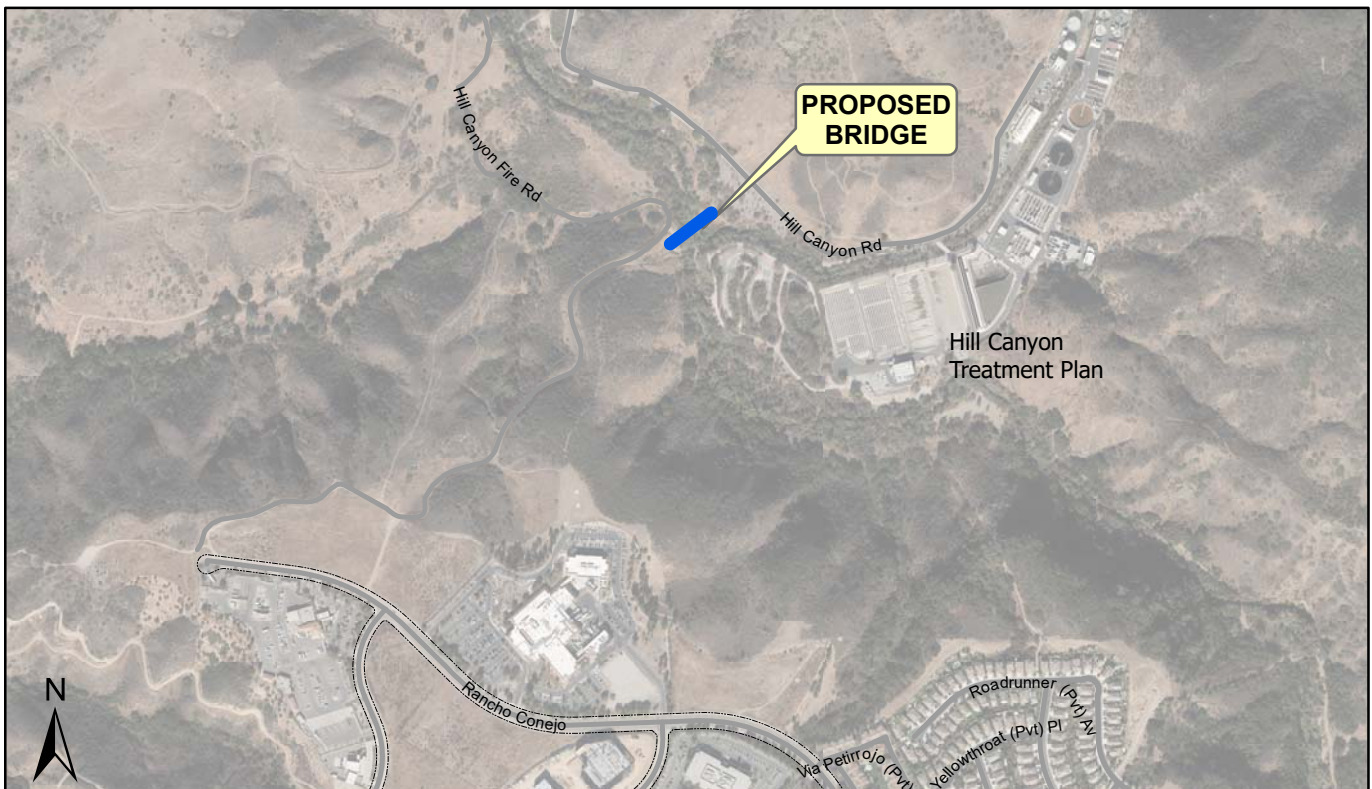 PROPOSED
BRIDGE
Hill Canyon Fire Rd
Hill Canyon Rd
Hill Canyon
Treatment Plan
N
Rancho Conejo
Roadrunner (Pvt) Av
Yellowthroat (Pvt) Pl
Via Petirrojo (Pvt)